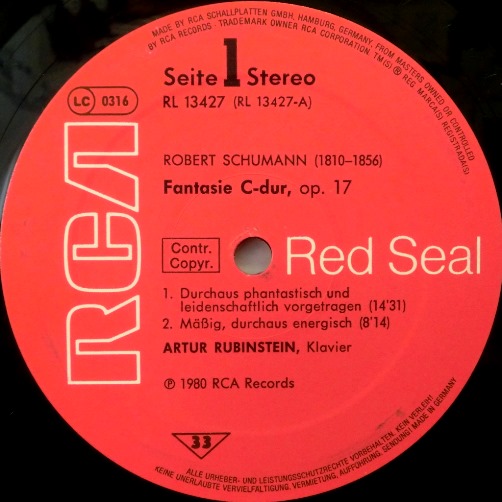 MADE BY RCA SCHALLPLATTEN GMBH, HAMBURG, GERMANY, FROM MASTERS OWNED OR CONTROLLED
BY RCA RECORDS · TRADEMARK OWNER RCA CORPORATION. TM(S) ® REG. MARCA(S) REGISTRADA(S)
Seite 1 Stereo
RL 13427 (RL 13427-A)
LC 0316
RCA
ROBERT SCHUMANN (1810–1856)
Fantasie C-dur, op. 17
Contr.
Copyr.
Red Seal
1. Durchaus phantastisch und
leidenschaftlich vorgetragen (14'31)
2. Mäßig, durchaus energisch (8'14)
ARTUR RUBINSTEIN, Klavier
℗ 1980 RCA Records
33
ALLE URHEBER- UND LEISTUNGSSCHUTZRECHTE VORBEHALTEN. KEIN VERLEIH!
KEINE UNERLAUBTE VERVIELFÄLTIGUNG, VERMIETUNG, AUFFÜHRUNG, SENDUNG! MADE IN GERMANY